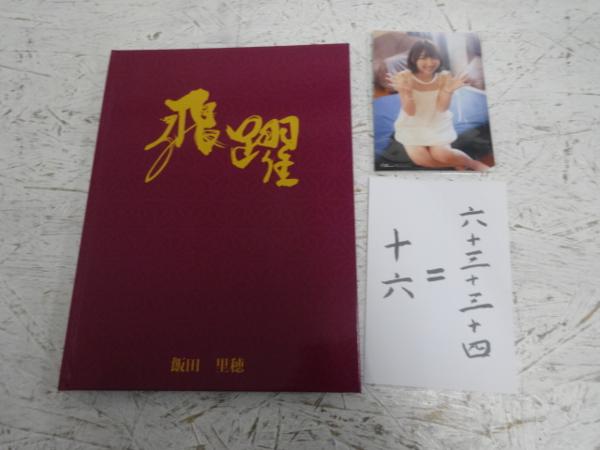 飛躍
飯田 里穂
六+三+三+四
=
十六